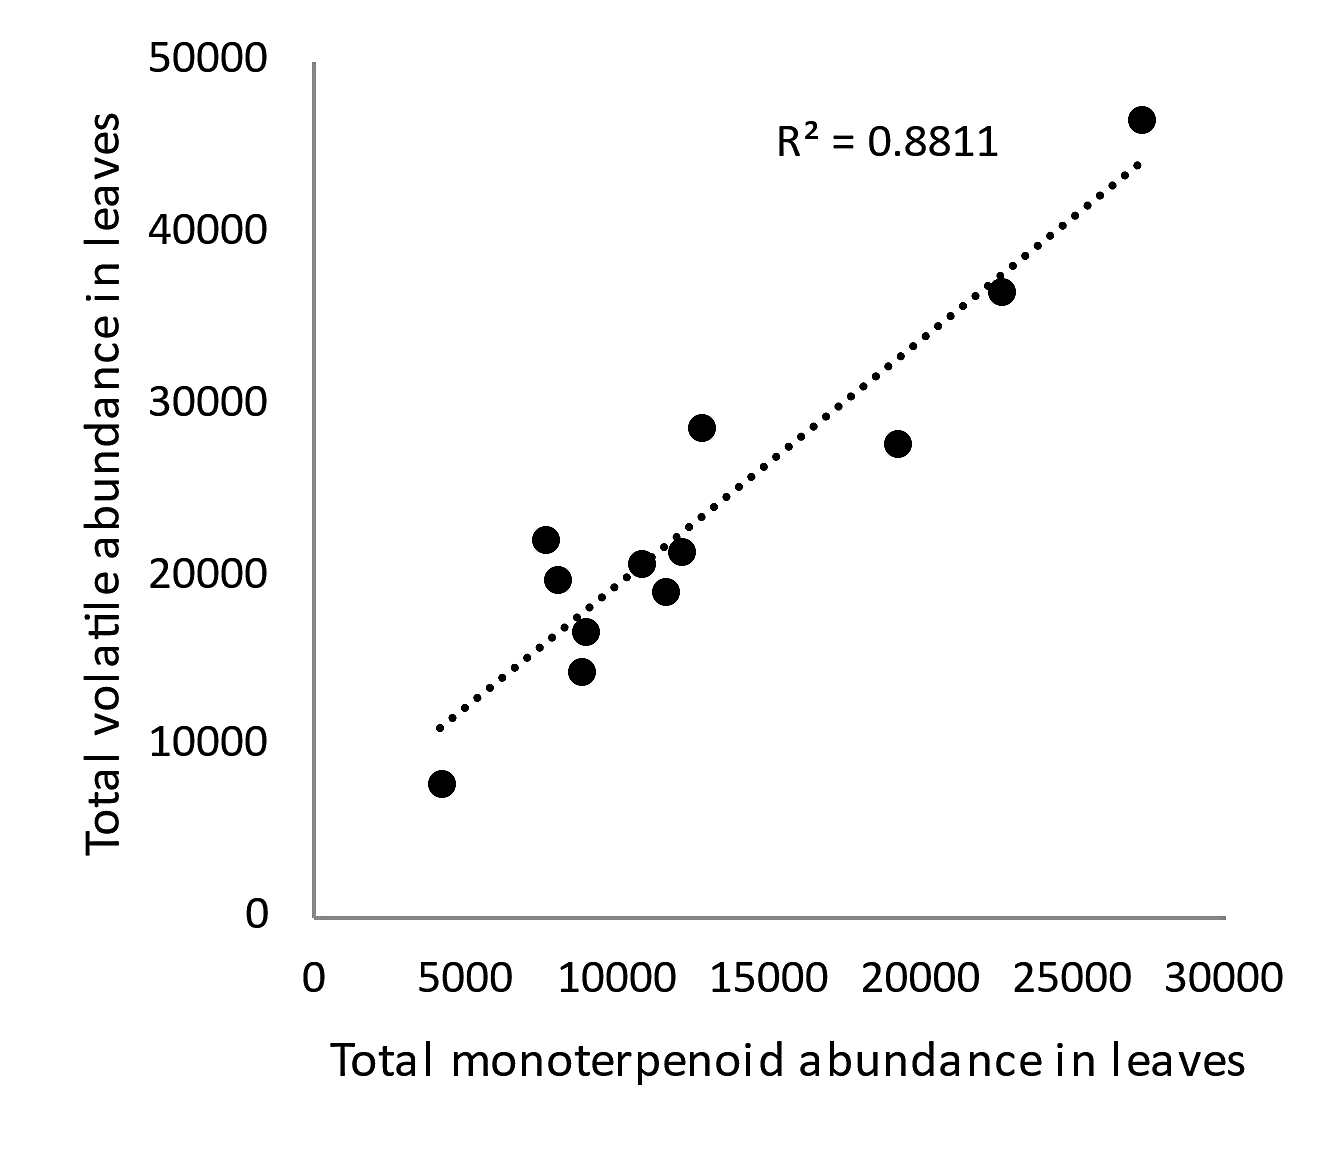 50000
R² = 0.8811
40000
30000
20000
10000
0
Total volatile abundance in leaves
0 5000 10000 15000 20000 25000 30000
Total monoterpenoid abundance in leaves